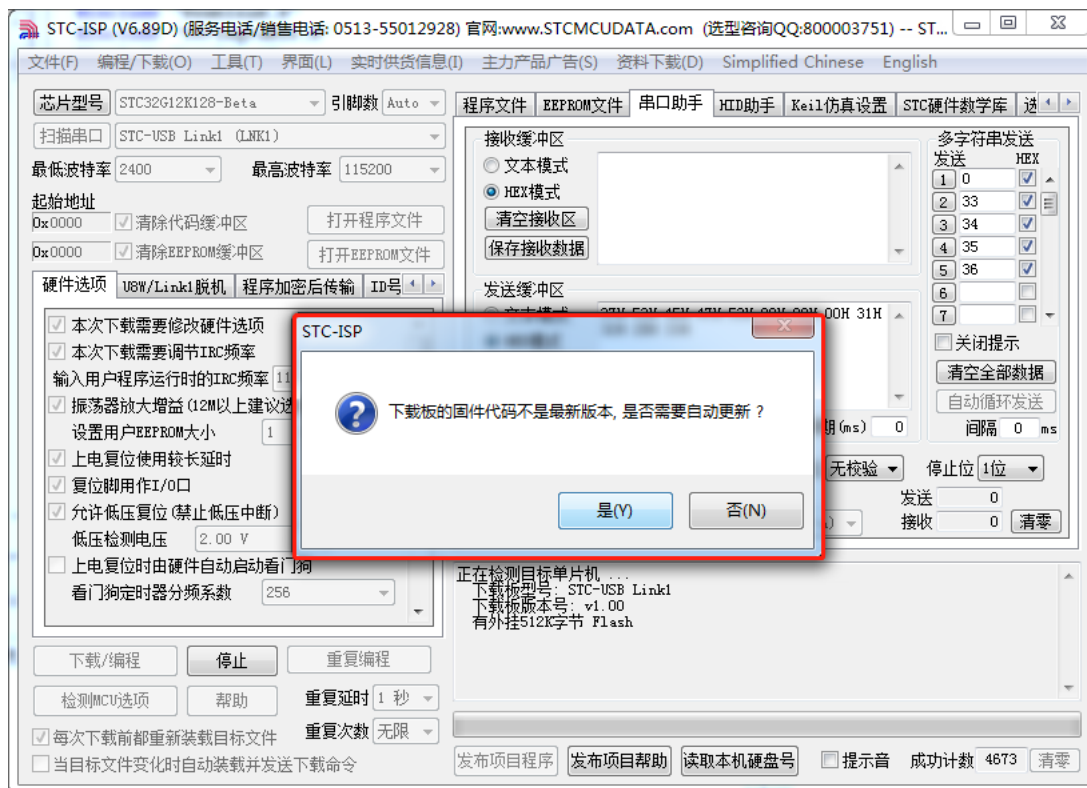 STC-ISP (V6.89D) (服务电话/销售电话: 0513-55012928) 官网:www.STCMCUDATA.com (选型咨询QQ:800003751) -- ST...
文件(F) 编程/下载(O) 工具(T) 界面(L) 实时供货信息(I) 主力产品广告(S) 资料下载(D) Simplified Chinese English
芯片型号 STC32G12K128-Beta 引脚数 Auto
扫描串口 STC-USB Link1 (LNK1)
最低波特率 2400 最高波特率 115200
起始地址
0x0000 清除代码缓冲区 打开程序文件
0x0000 清除EEPROM缓冲区 打开EEPROM文件
硬件选项 U8W/Link1脱机 程序加密后传输 ID号
本次下载需要修改硬件选项
本次下载需要调节IRC频率
输入用户程序运行时的IRC频率 11
振荡器放大增益(12M以上建议选
设置用户EEPROM大小 1
上电复位使用较长延时
复位脚用作I/O口
允许低压复位(禁止低压中断)
低压检测电压 2.00 V
上电复位时由硬件自动启动看门狗
看门狗定时器分频系数 256
下载/编程 停止 重复编程
检测MCU选项 帮助 重复延时 1 秒
重复次数 无限
每次下载前都重新装载目标文件
当目标文件变化时自动装载并发送下载命令
程序文件 EEPROM文件 串口助手 HID助手 Keil仿真设置 STC硬件数学库 选
接收缓冲区
文本模式
HEX模式
清空接收区
保存接收数据
发送缓冲区
00H 31H
期(ms) 0
无校验 停止位 1位
发送 0
接收 0 清零
多字符串发送
发送 HEX
1 0
2 33
3 34
4 35
5 36
6
7
关闭提示
清空全部数据
自动循环发送
间隔 0 ms
STC-ISP
下载板的固件代码不是最新版本, 是否需要自动更新 ?
是(Y) 否(N)
正在检测目标单片机 ...
下载板型号: STC-USB Link1
下载板版本号: v1.00
有外挂512K字节 Flash
发布项目程序 发布项目帮助 读取本机硬盘号 提示音 成功计数 4673 清零